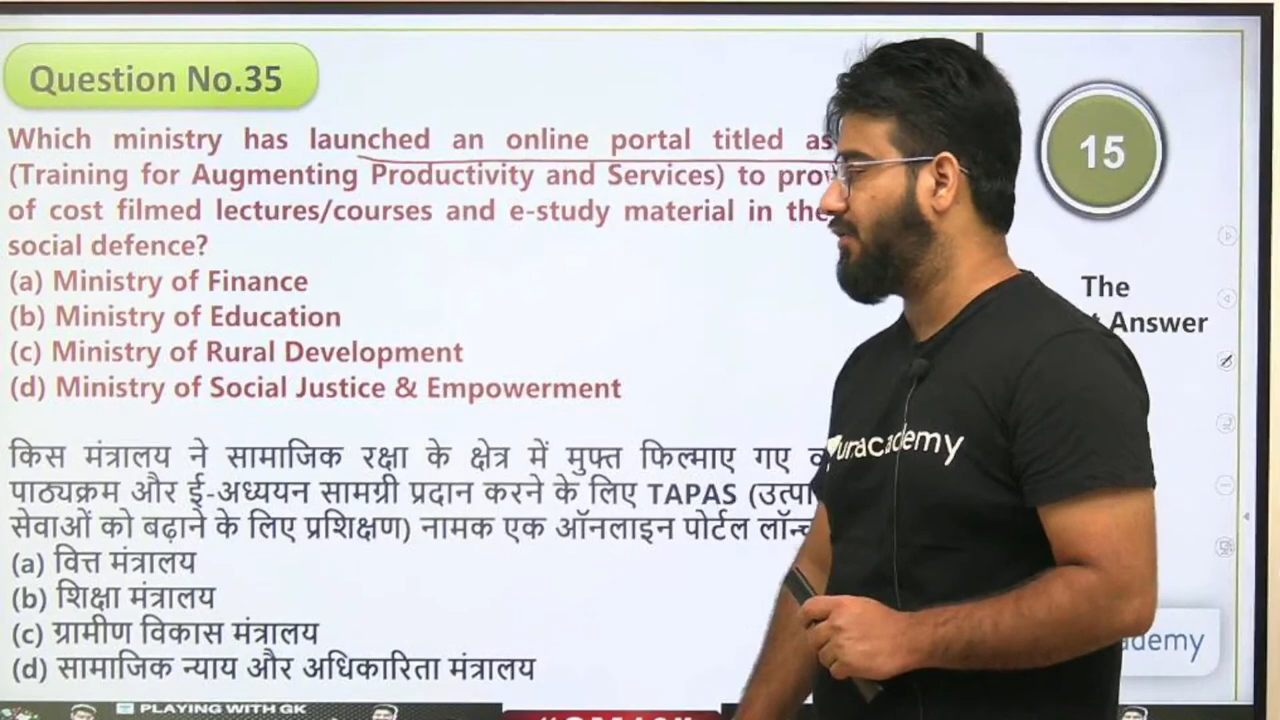 Question No.35
15
Which ministry has launched an online portal titled as
(Training for Augmenting Productivity and Services) to
of cost filmed lectures/courses and e-study material in the
social defence?
(a) Ministry of Finance
(b) Ministry of Education
(c) Ministry of Rural Development
(d) Ministry of Social Justice & Empowerment
The
Answer
unacademy
किस मंत्रालय ने सामाजिक रक्षा के क्षेत्र में मुफ्त फिल्माए गए
पाठ्यक्रम और ई-अध्ययन सामग्री प्रदान करने के लिए TAPAS
सेवाओं को बढ़ाने के लिए प्रशिक्षण) नामक एक ऑनलाइन पोर्टल
(a) वित्त मंत्रालय
(b) शिक्षा मंत्रालय
(c) ग्रामीण विकास मंत्रालय
(d) सामाजिक न्याय और अधिकारिता मंत्रालय
PLAYING WITH GK